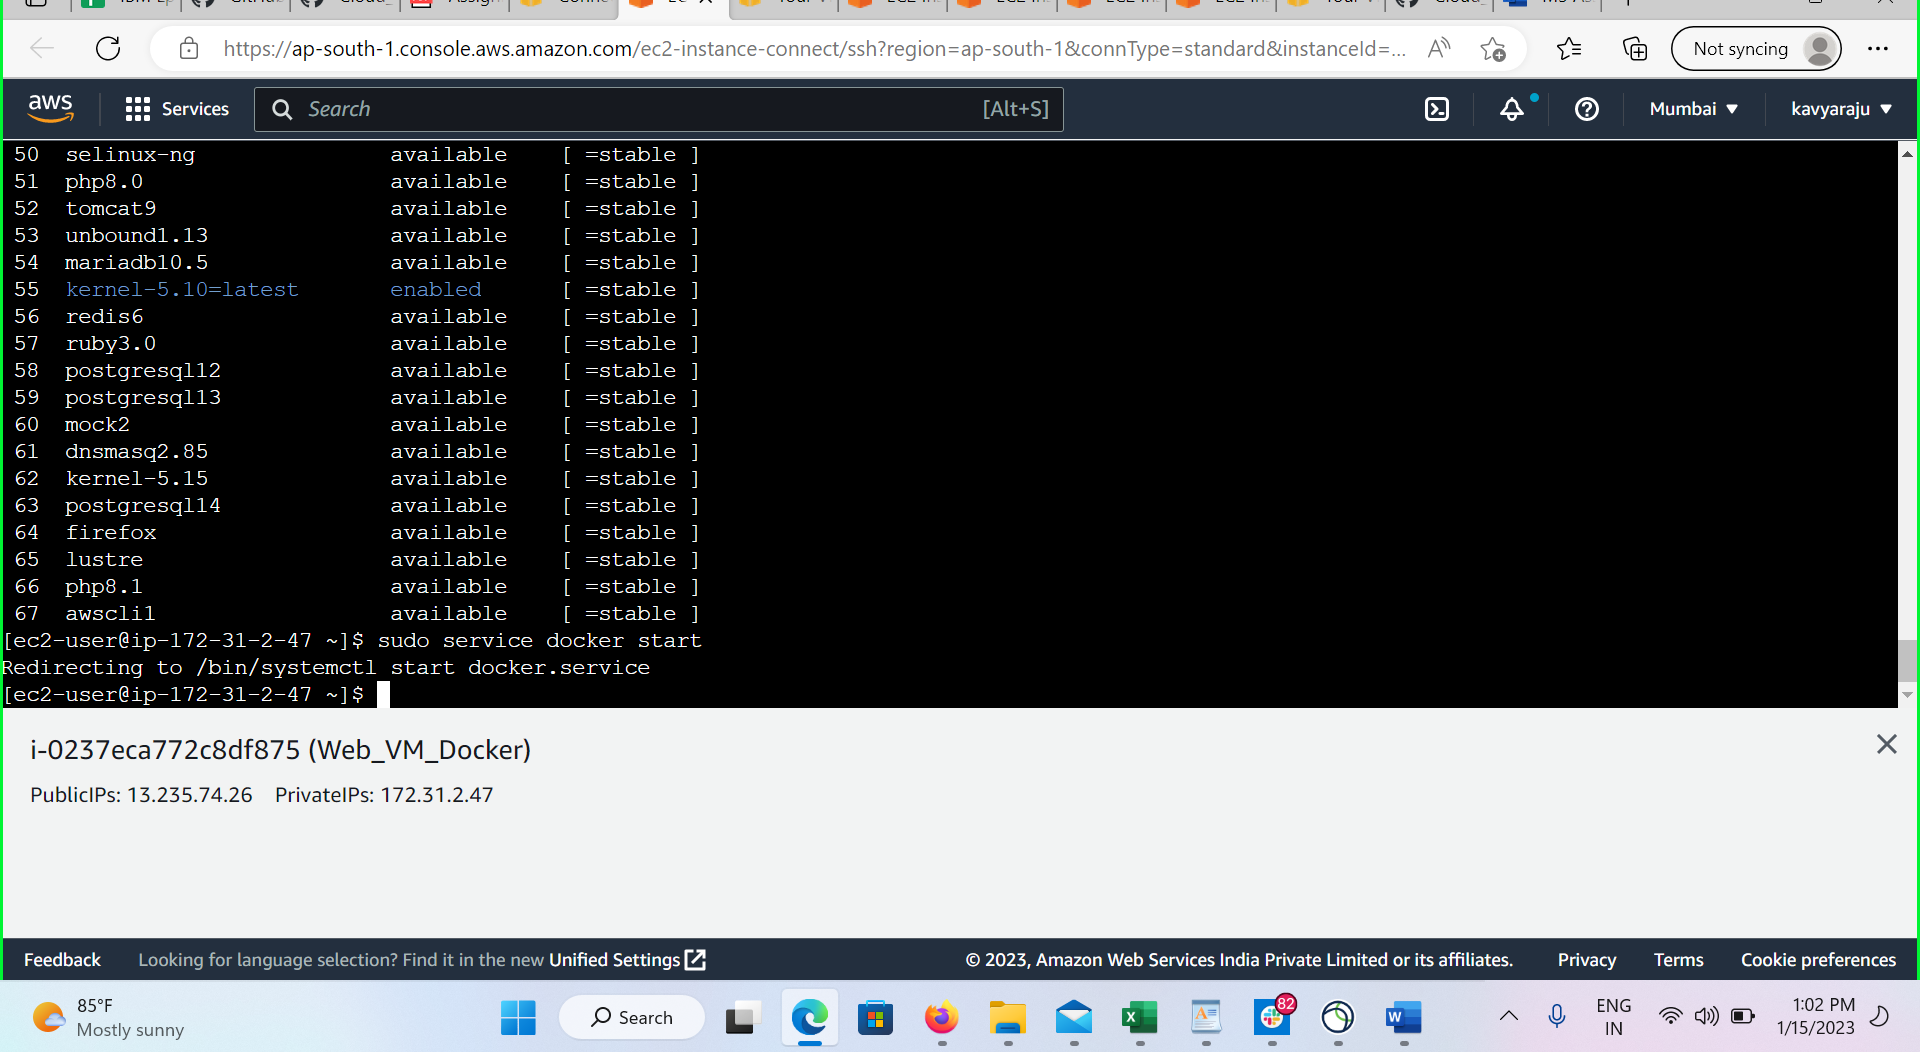 https://ap-south-1.console.aws.amazon.com/ec2-instance-connect/ssh?region=ap-south-1&connType=standard&instanceId=...
Not syncing
aws
Services
Search
[Alt+S]
Mumbai
kavyaraju
50 selinux-ng available [ =stable ]
51 php8.0 available [ =stable ]
52 tomcat9 available [ =stable ]
53 unbound1.13 available [ =stable ]
54 mariadb10.5 available [ =stable ]
55 kernel-5.10=latest enabled [ =stable ]
56 redis6 available [ =stable ]
57 ruby3.0 available [ =stable ]
58 postgresql12 available [ =stable ]
59 postgresql13 available [ =stable ]
60 mock2 available [ =stable ]
61 dnsmasq2.85 available [ =stable ]
62 kernel-5.15 available [ =stable ]
63 postgresql14 available [ =stable ]
64 firefox available [ =stable ]
65 lustre available [ =stable ]
66 php8.1 available [ =stable ]
67 awscli1 available [ =stable ]
[ec2-user@ip-172-31-2-47 ~]$ sudo service docker start
Redirecting to /bin/systemctl start docker.service
[ec2-user@ip-172-31-2-47 ~]$
i-0237eca772c8df875 (Web_VM_Docker)
PublicIPs: 13.235.74.26 PrivateIPs: 172.31.2.47
Feedback
Looking for language selection? Find it in the new Unified Settings
© 2023, Amazon Web Services India Private Limited or its affiliates.
Privacy
Terms
Cookie preferences
85°F
Mostly sunny
Search
82
ENG
IN
1:02 PM
1/15/2023